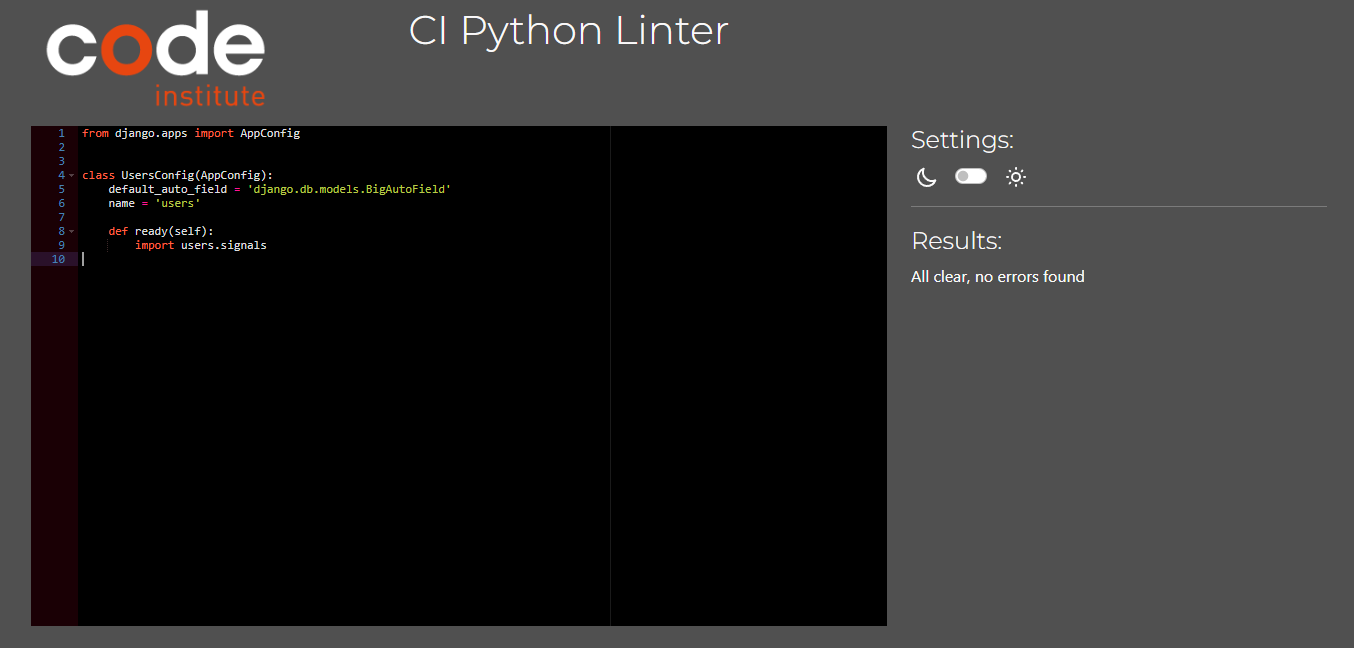 code
institute
CI Python Linter
1 from django.apps import AppConfig
2
3
4 class UsersConfig(AppConfig):
5     default_auto_field = 'django.db.models.BigAutoField'
6     name = 'users'
7
8     def ready(self):
9         import users.signals
10
Settings:
Results:
All clear, no errors found